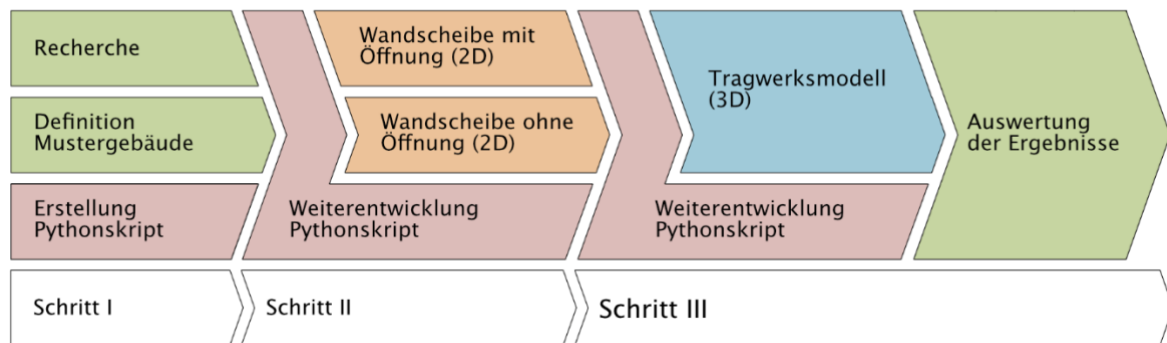 Recherche
Definition
Mustergebäude
Erstellung
Pythonskript
Wandscheibe mit
Öffnung (2D)
Wandscheibe ohne
Öffnung (2D)
Weiterentwicklung
Pythonskript
Tragwerksmodell
(3D)
Weiterentwicklung
Pythonskript
Auswertung
der Ergebnisse
Schritt I
Schritt II
Schritt III